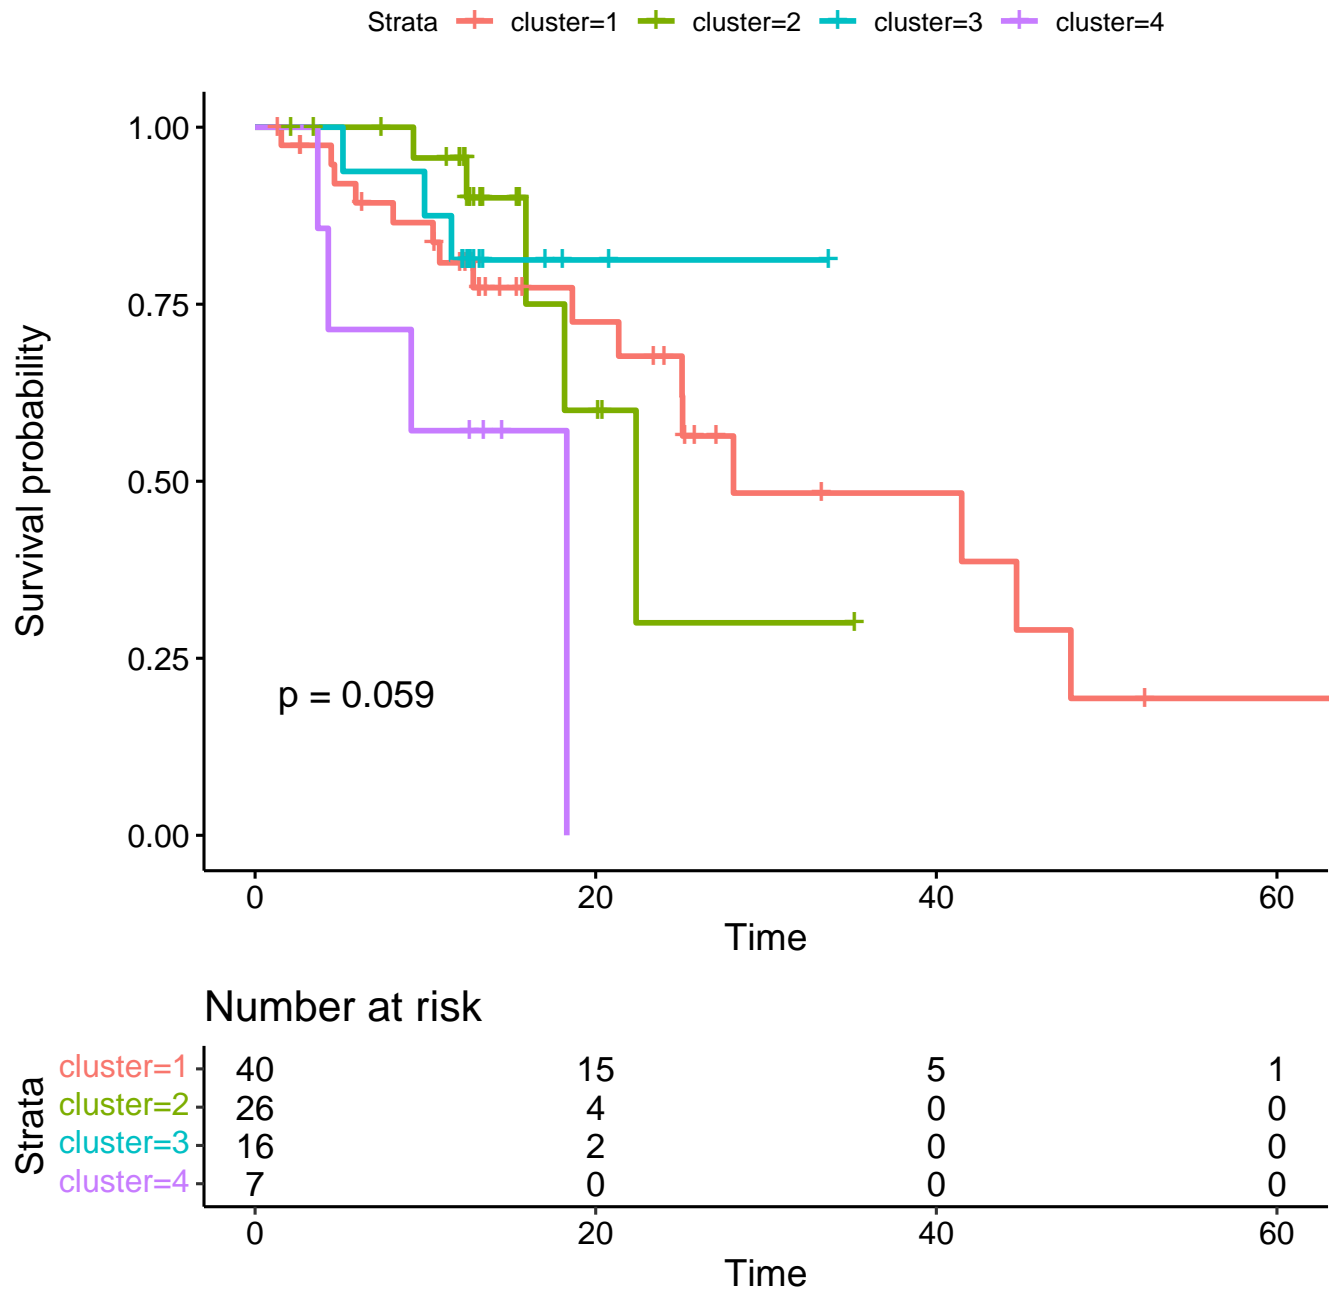 Strata cluster=1 cluster=2 cluster=3 cluster=4
Survival probability
1.00
0.75
0.50
0.25
0.00
p = 0.059
0 20 40 60
Time
Number at risk
Strata
cluster=1 40 15 5 1
cluster=2 26 4 0 0
cluster=3 16 2 0 0
cluster=4 7 0 0 0
0 20 40 60
Time